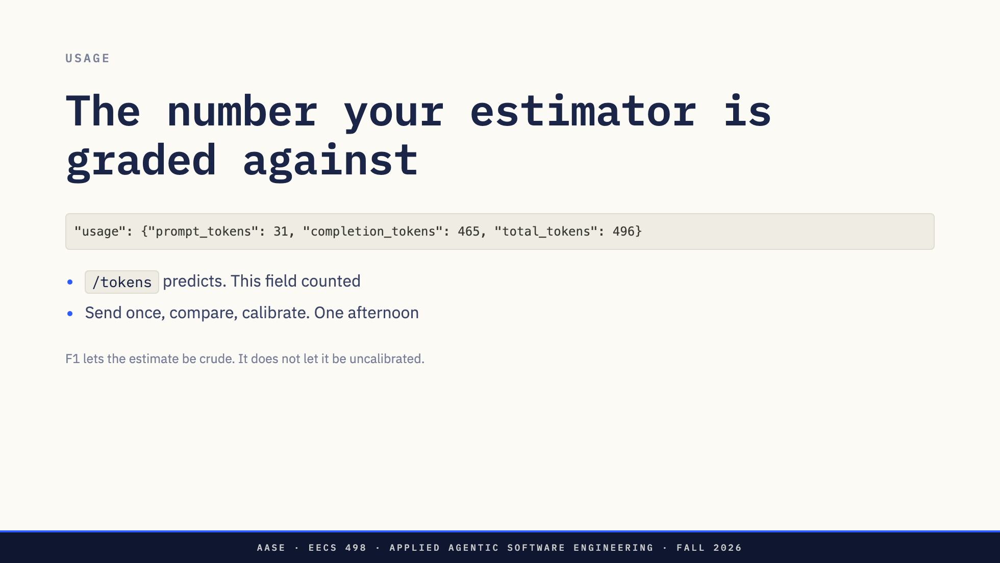 USAGE
The number your estimator is
graded against
"usage": {"prompt_tokens": 31, "completion_tokens": 465, "total_tokens": 496}
• /tokens predicts. This field counted
• Send once, compare, calibrate. One afternoon
F1 lets the estimate be crude. It does not let it be uncalibrated.
AASE · EECS 498 · APPLIED AGENTIC SOFTWARE ENGINEERING · FALL 2026